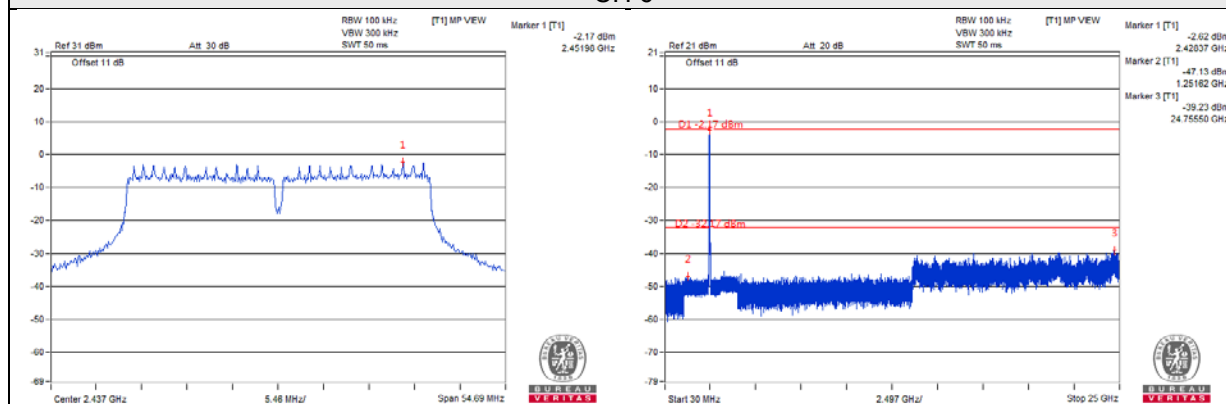 RBW 100 kHz
VBW 300 kHz
SWT 50 ms
[T1] MP VIEW
Marker 1 [T1]
-2.17 dBm
2.45198 GHz
Ref 31 dBm
Att 30 dB
Offset 11 dB
31
20
10
0
-10
-20
-30
-40
-50
-60
-69
1
Center 2.437 GHz
5.46 MHz/
Span 54.69 MHz
BUREAU
VERITAS
RBW 100 kHz
VBW 300 kHz
SWT 50 ms
[T1] MP VIEW
Marker 1 [T1]
-2.62 dBm
2.42837 GHz
Marker 2 [T1]
-47.13 dBm
1.25162 GHz
Marker 3 [T1]
-39.23 dBm
24.75550 GHz
Ref 21 dBm
Att 20 dB
Offset 11 dB
21
10
0
-10
-20
-30
-40
-50
-60
-70
-79
1
D1 -2.17 dBm
D2 -32.17 dBm
2
3
Start 30 MHz
2.497 GHz/
Stop 25 GHz
BUREAU
VERITAS